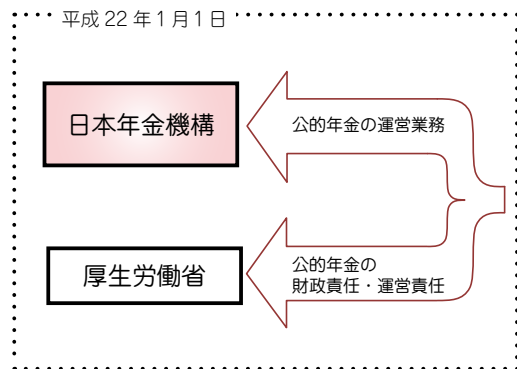 平成 22 年 1 月 1 日
日本年金機構
公的年金の運営業務
厚生労働省
公的年金の
財政責任・運営責任